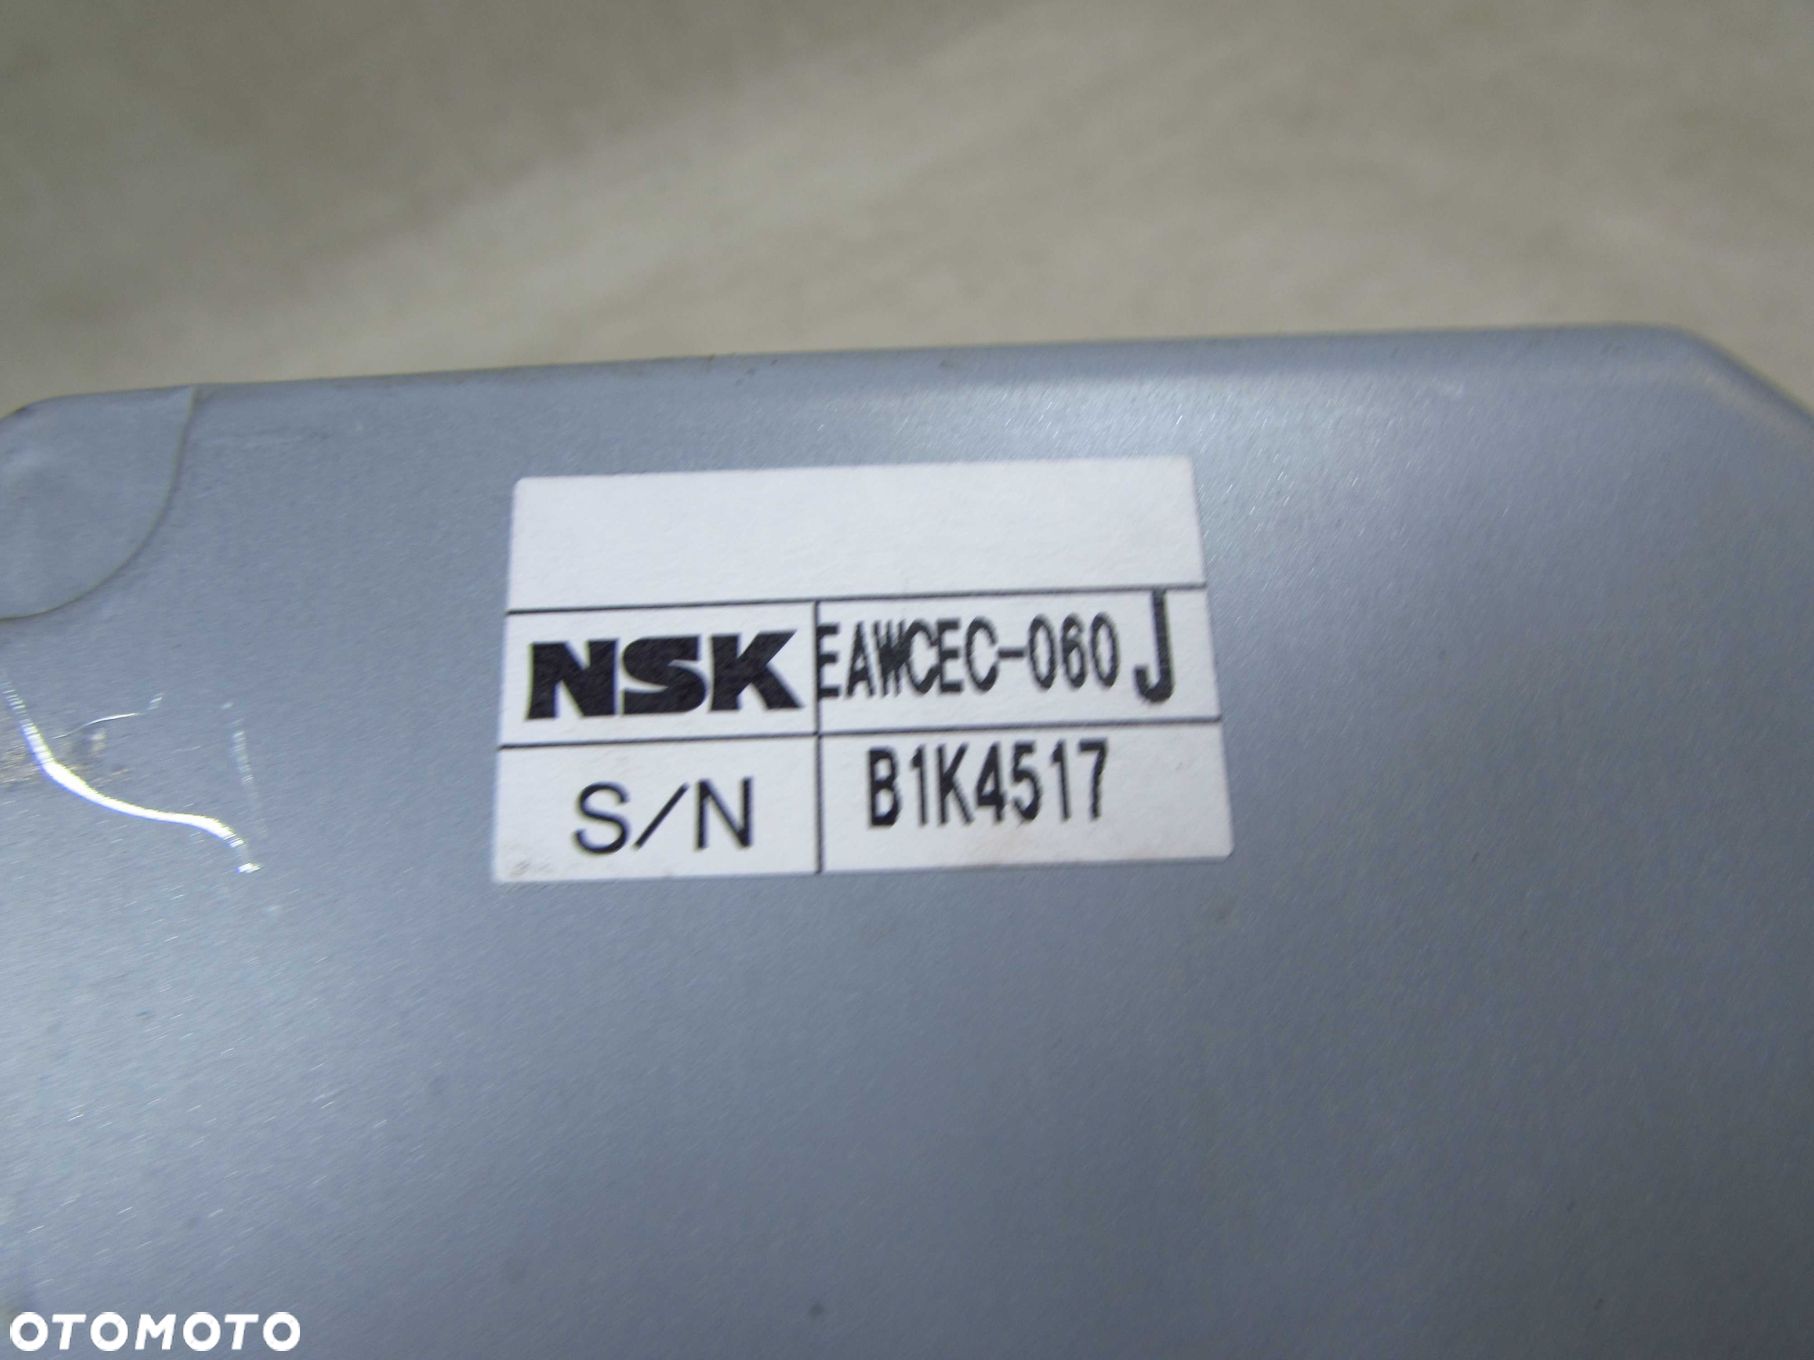 NSK EAWCEC-060 J
S/N B1K4517
OTOMOTO